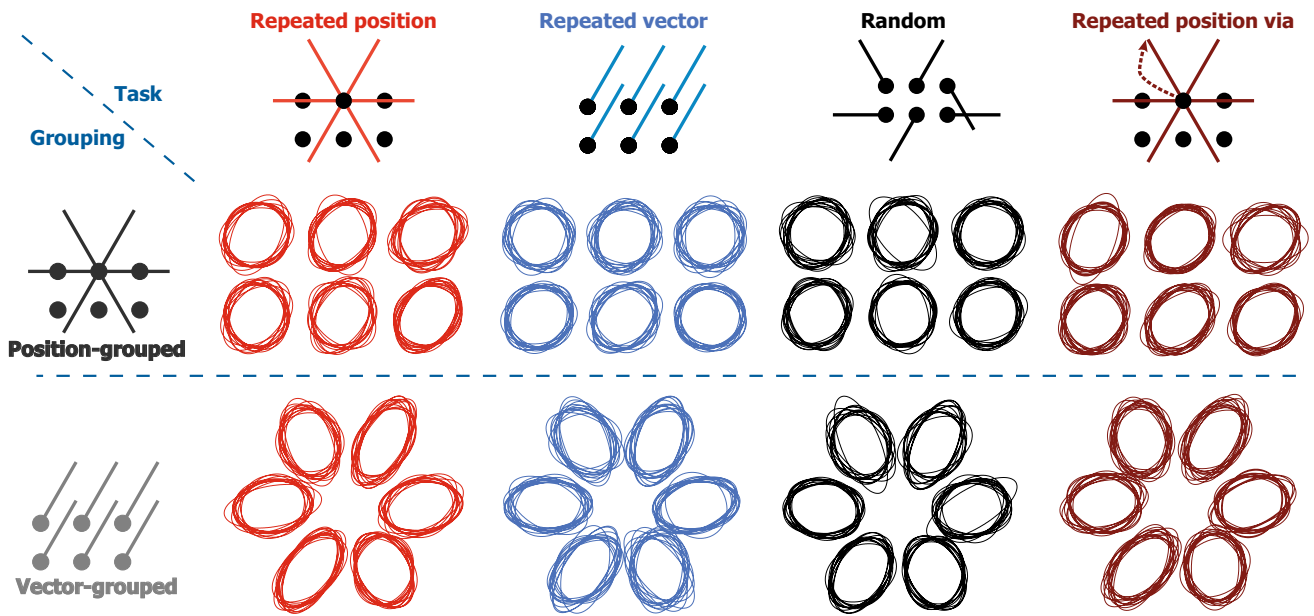 Repeated position
Repeated vector
Random
Repeated position via
Task
Grouping
Position-grouped
Vector-grouped